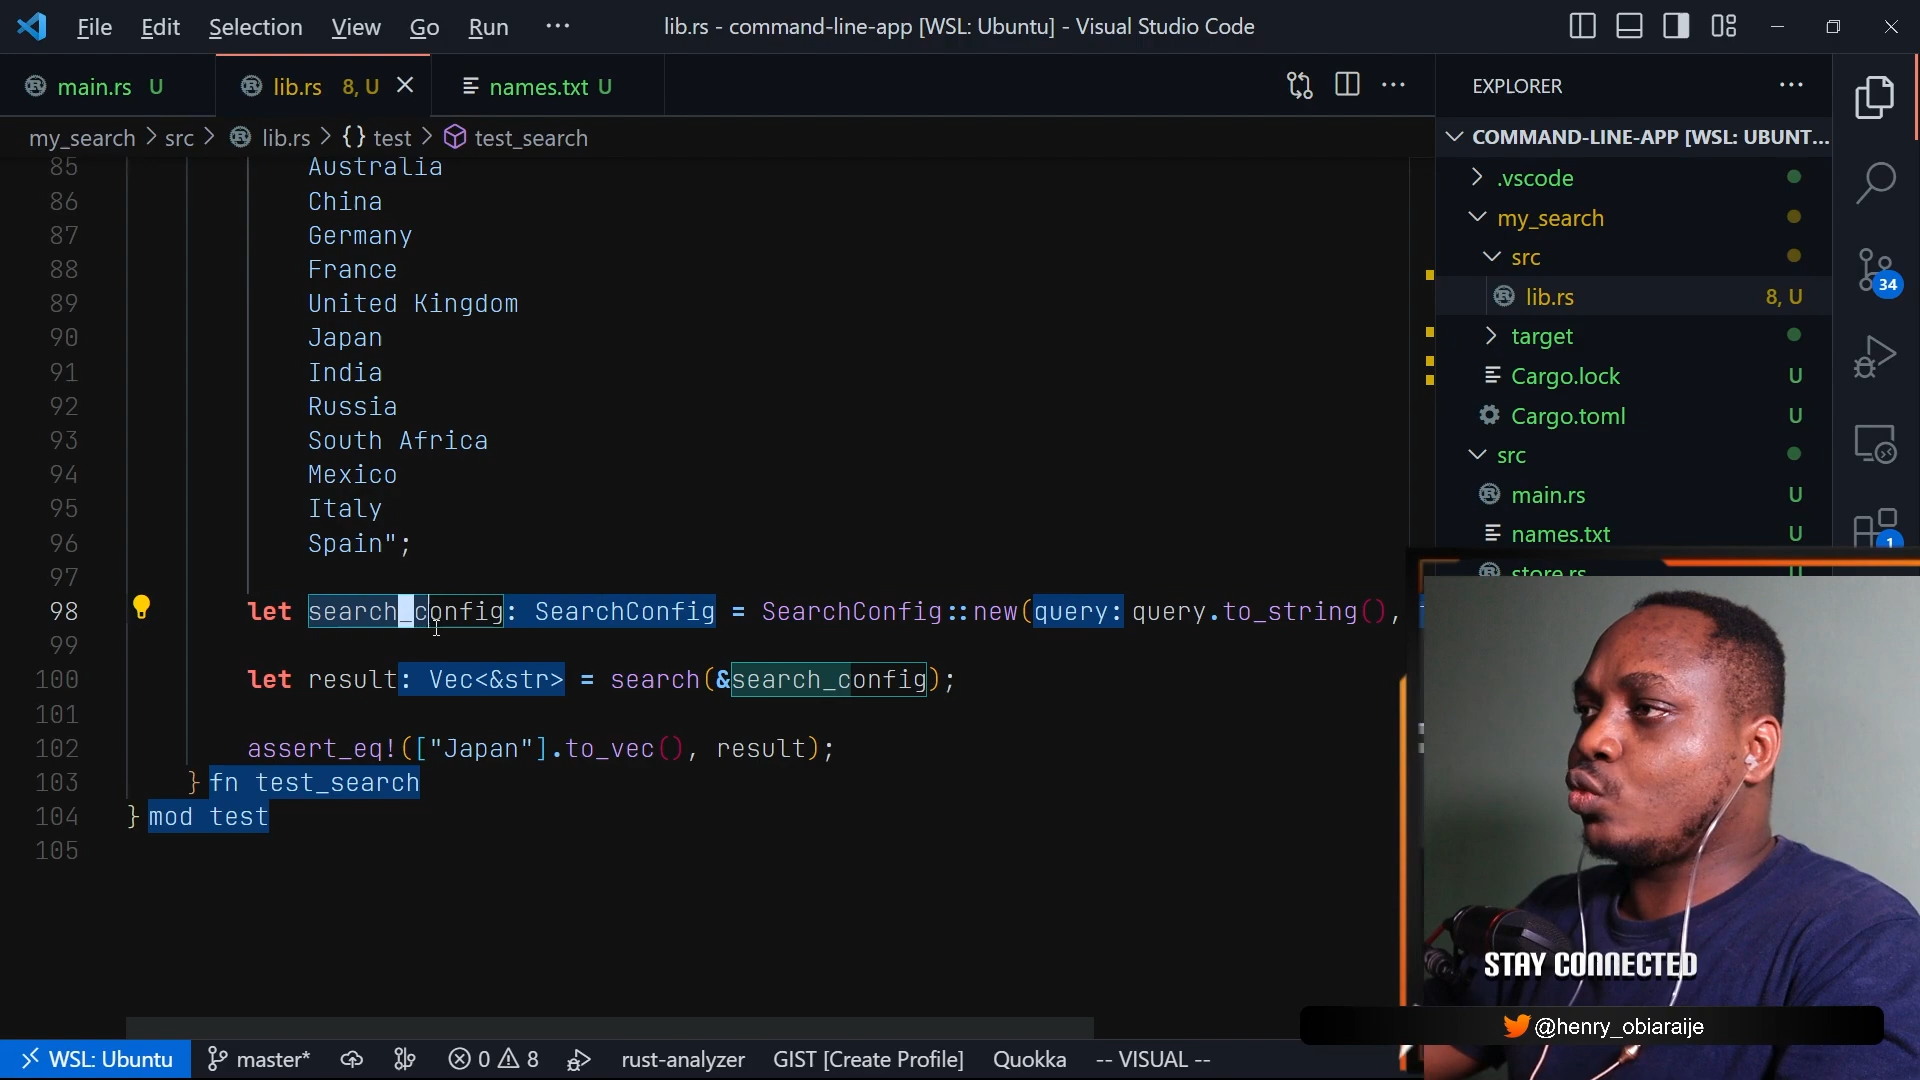 File Edit Selection View Go Run ··· lib.rs - command-line-app [WSL: Ubuntu] - Visual Studio Code
main.rs U lib.rs 8, U names.txt U
my_search > src > lib.rs > {} test > test_search
85 Australia
86 China
87 Germany
88 France
89 United Kingdom
90 Japan
91 India
92 Russia
93 South Africa
94 Mexico
95 Italy
96 Spain";
97
98 let search_config: SearchConfig = SearchConfig::new(query: query.to_string(),
99
100 let result: Vec<&str> = search(&search_config);
101
102 assert_eq!(["Japan"].to_vec(), result);
103 } fn test_search
104 } mod test
105
EXPLORER
COMMAND-LINE-APP [WSL: UBUNT...
.vscode
my_search
src
lib.rs 8, U
target
Cargo.lock U
Cargo.toml U
src
main.rs U
names.txt U
store.rs U
34
1
STAY CONNECTED
@henry_obiaraije
WSL: Ubuntu master* 0 8 rust-analyzer GIST [Create Profile] Quokka -- VISUAL --